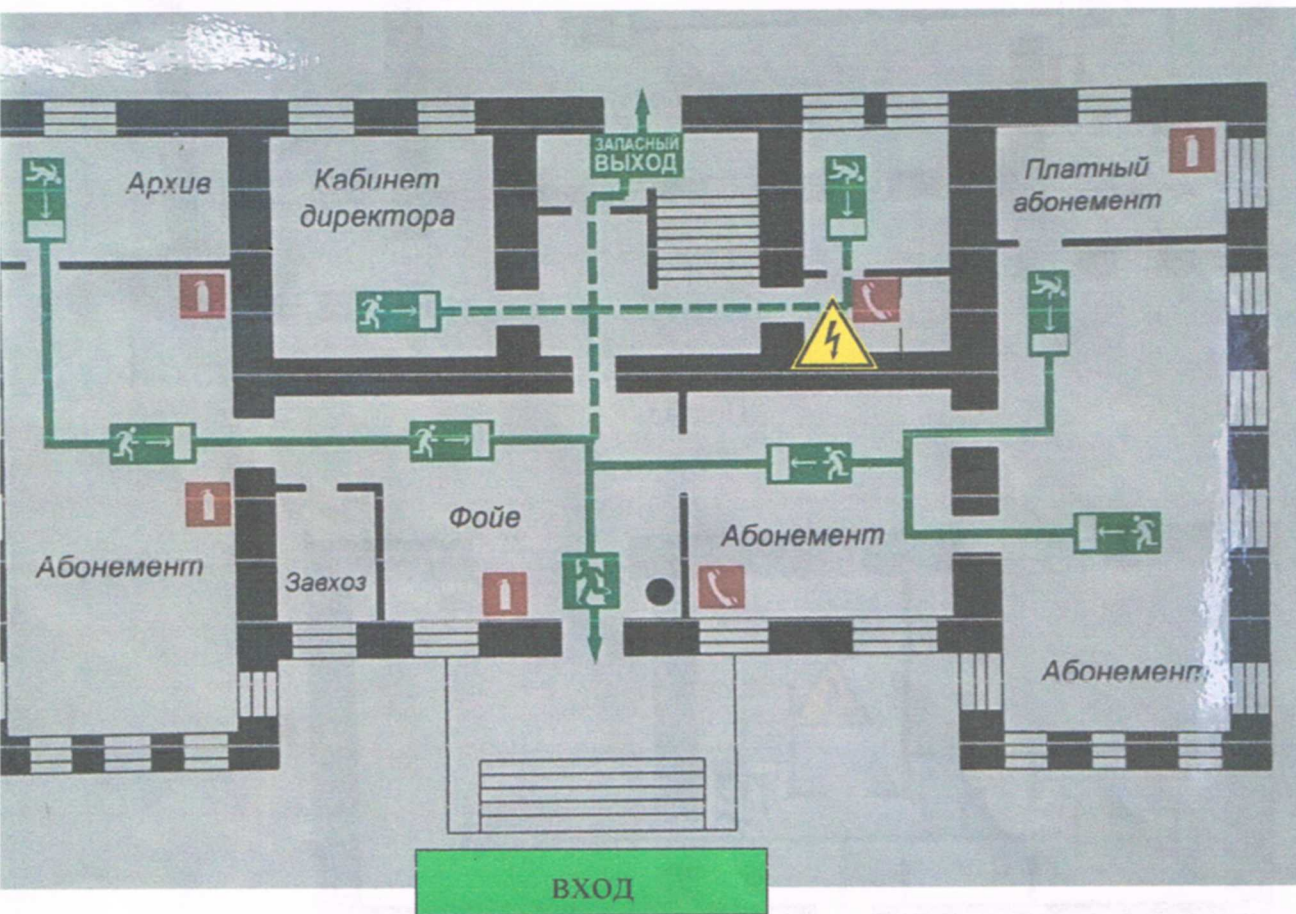 ЗАПАСНЫЙ
ВЫХОД
Архив
Кабинет
директора
Платный
абонемент
Фойе
Абонемент
Абонемент
Завхоз
Абонемент
ВХОД